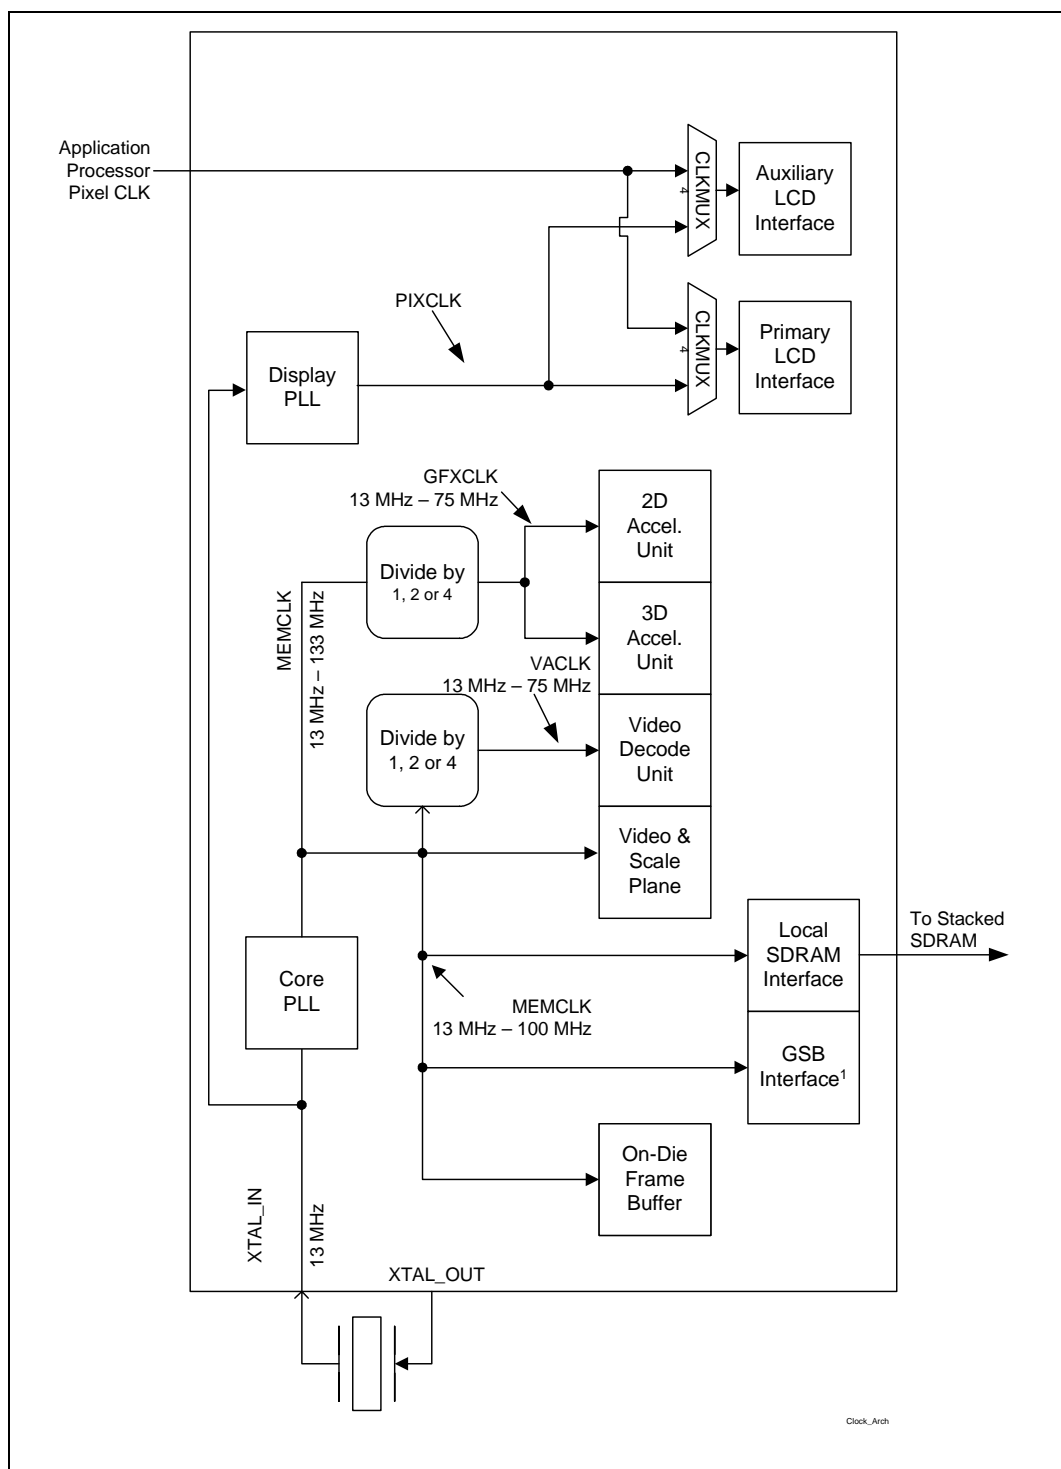 Application
Processor
Pixel CLK
CLKMUX
4
Auxiliary
LCD
Interface
PIXCLK
CLKMUX
4
Primary
LCD
Interface
Display
PLL
GFXCLK
13 MHz – 75 MHz
2D
Accel.
Unit
Divide by
1, 2 or 4
MEMCLK
13 MHz – 133 MHz
3D
Accel.
Unit
VACLK
13 MHz – 75 MHz
Divide by
1, 2 or 4
Video
Decode
Unit
Video &
Scale
Plane
Local
SDRAM
Interface
To Stacked
SDRAM
Core
PLL
MEMCLK
13 MHz – 100 MHz
GSB
Interface¹
On-Die
Frame
Buffer
XTAL_IN
13 MHz
XTAL_OUT
Clock_Arch